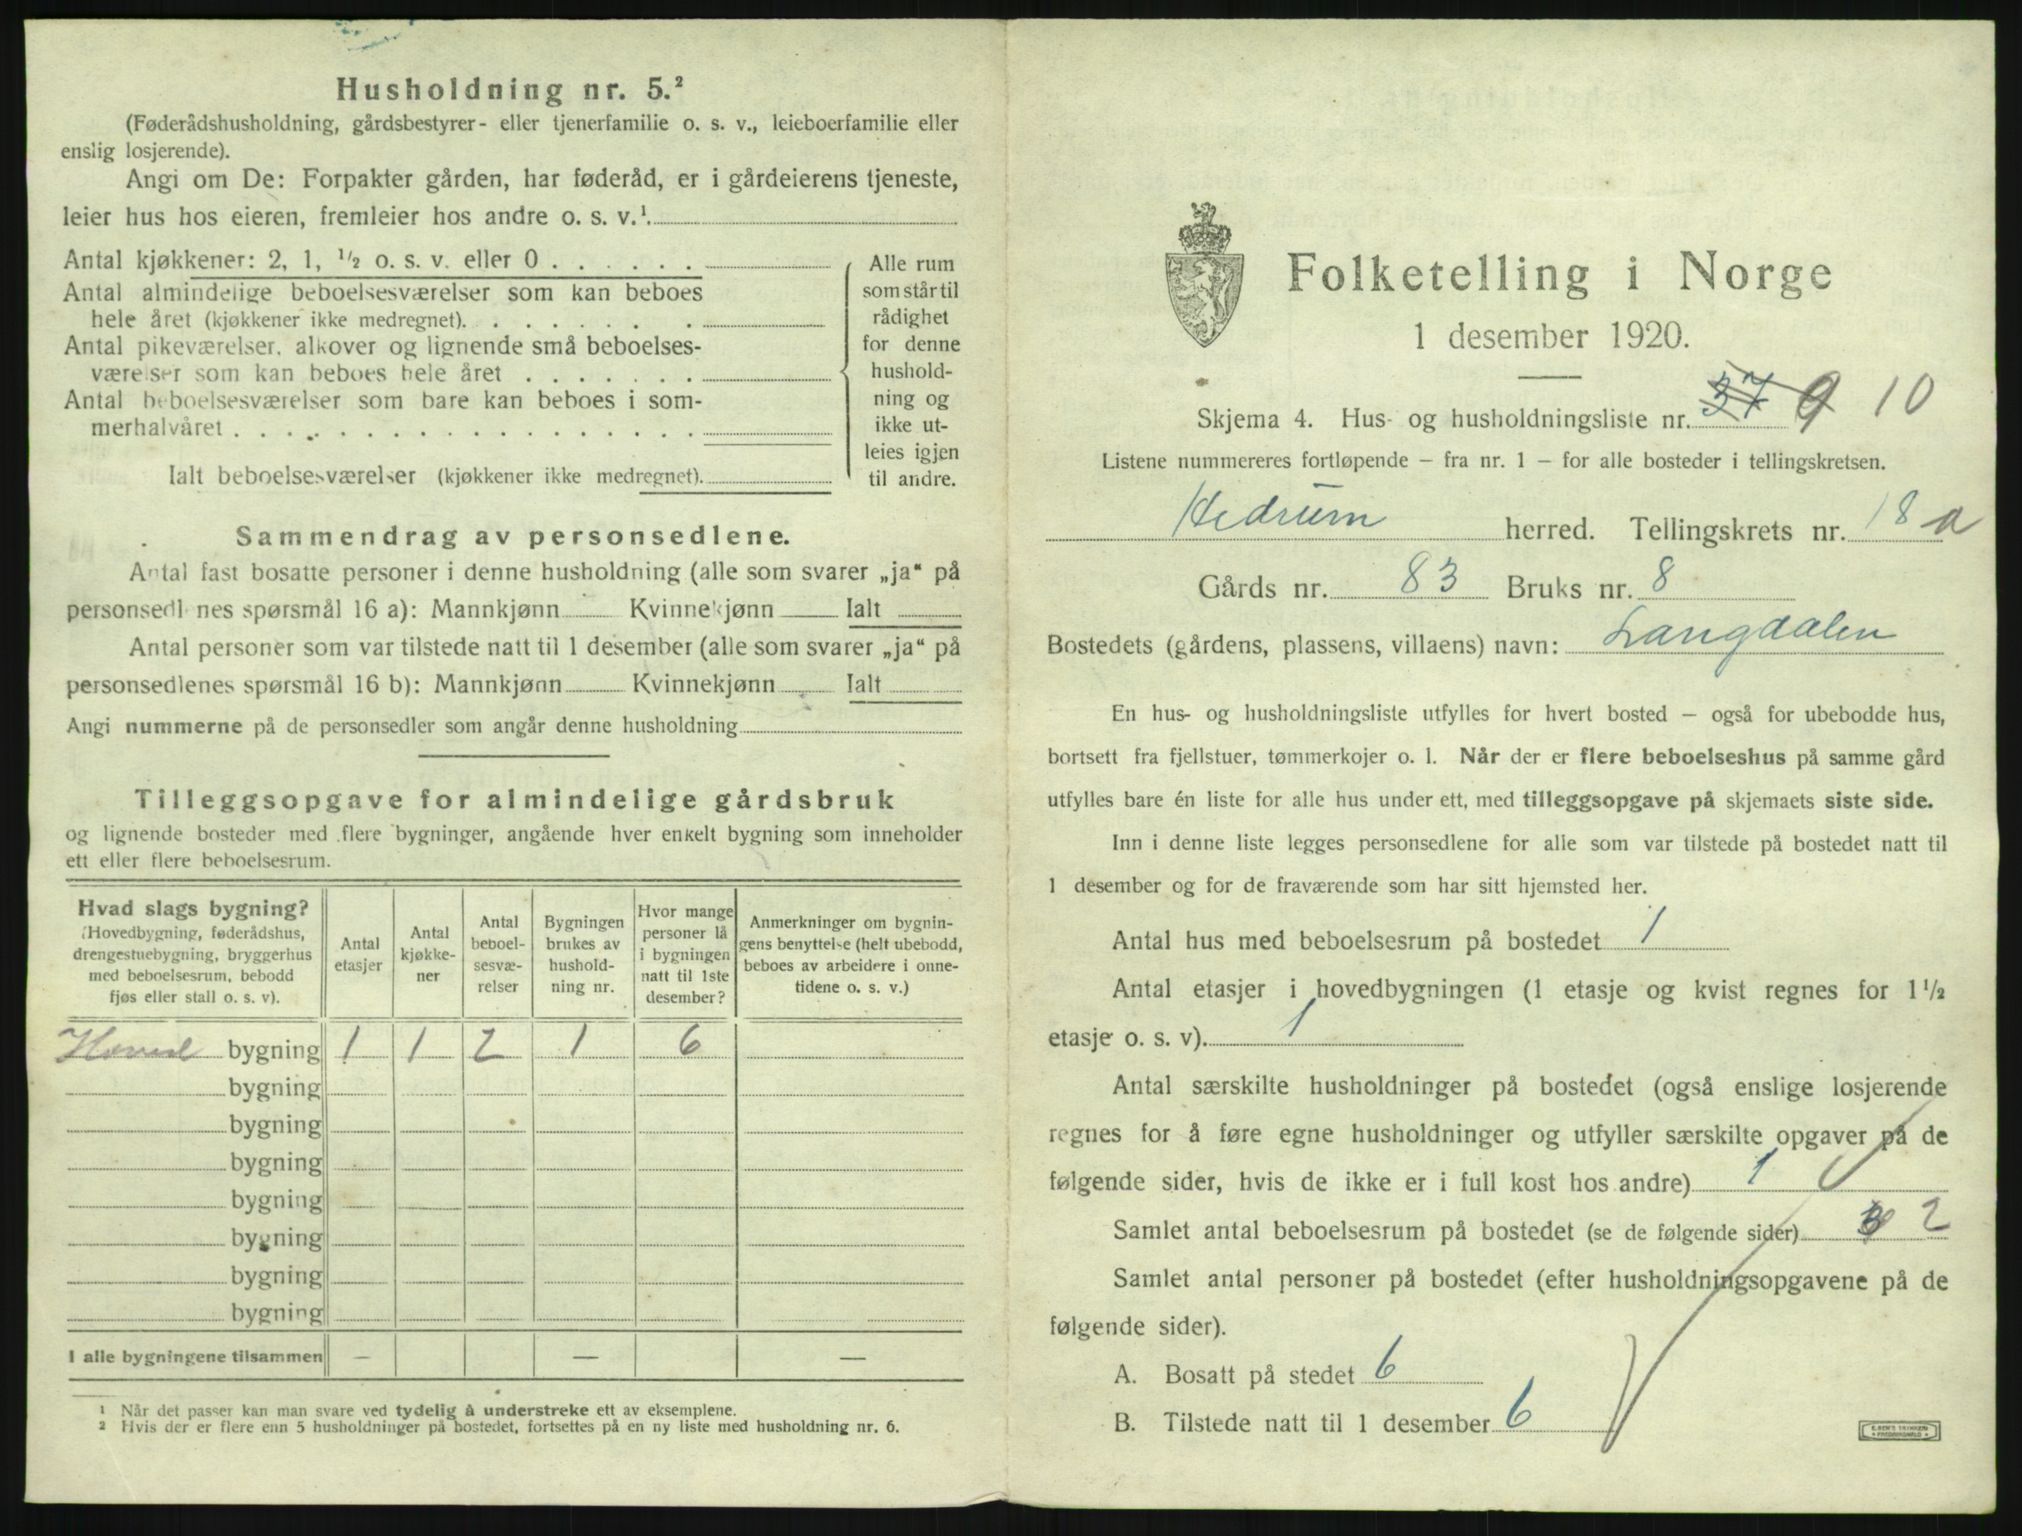 Husholdning nr. 5.²
(Føderådshusholdning, gårdsbestyrer- eller tjenerfamilie o. s. v., leieboerfamilie eller
enslig losjerende).
Angi om De: Forpakter gården, har føderåd, er i gårdeierens tjeneste,
leier hus hos eieren, fremleier hos andre o. s. v.¹
Antal kjøkkener: 2, 1, ½ o. s. v. eller 0 . . . . . .
Antal almindelige beboelsesværelser som kan beboes
hele året (kjøkkener ikke medregnet). . . . . . . .
Antal pikeværelser, alkover og lignende små beboelses-
værelser som kan beboes hele året . . . . . . .
Antal beboelsesværelser som bare kan beboes i som-
merhalvåret . . . . . . . . . . . . . . . . .
Ialt beboelsesværelser (kjøkkener ikke medregnet).
Alle rum
som står til
rådighet
for denne
hushold-
ning og
ikke ut-
leies igjen
til andre.
Sammendrag av personsedlene.
Antal fast bosatte personer i denne husholdning (alle som svarer „ja“ på
personsedlenes spørsmål 16 a): Mannkjønn Kvinnekjønn Ialt
Antal personer som var tilstede natt til 1 desember (alle som svarer „ja“ på
personsedlenes spørsmål 16 b): Mannkjønn Kvinnekjønn Ialt
Angi nummerne på de personsedler som angår denne husholdning
Tilleggsopgave for almindelige gårdsbruk
og lignende bosteder med flere bygninger, angående hver enkelt bygning som inneholder
ett eller flere beboelsesrum.
Hvad slags bygning?
(Hovedbygning, føderådshus,
drengestuebygning, bryggerhus
med beboelsesrum, bebodd
fjøs eller stall o. s. v).
Antal
etasjer
Antal
kjøkke-
ner
Antal
beboel-
sesvæ-
relser
Bygningen
brukes av
hushold-
ning nr.
Hvor mange
personer lå
i bygningen
natt til 1ste
desember?
Anmerkninger om bygnin-
gens benyttelse (helt ubebodd,
beboes av arbeidere i onne-
tidene o. s. v.)
Hoved bygning 1 1 2 1 6
bygning
bygning
bygning
bygning
bygning
bygning
bygning
I alle bygningene tilsammen — — —
¹ Når det passer kan man svare ved tydelig å understreke ett av eksemplene.
² Hvis der er flere enn 5 husholdninger på bostedet, fortsettes på en ny liste med husholdning nr. 6.
Folketelling i Norge
1 desember 1920.
Skjema 4. Hus- og husholdningsliste nr. 37 9 10
Listene nummereres fortløpende – fra nr. 1 – for alle bosteder i tellingskretsen.
Hedrum herred. Tellingskrets nr. 18 a
Gårds nr. 83 Bruks nr. 8
Bostedets (gårdens, plassens, villaens) navn: Langdalen
En hus- og husholdningsliste utfylles for hvert bosted – også for ubebodde hus,
bortsett fra fjellstuer, tømmerkojer o. l. Når der er flere beboelseshus på samme gård
utfylles bare én liste for alle hus under ett, med tilleggsopgave på skjemaets siste side.
Inn i denne liste legges personsedlene for alle som var tilstede på bostedet natt til
1 desember og for de fraværende som har sitt hjemsted her.
Antal hus med beboelsesrum på bostedet 1
Antal etasjer i hovedbygningen (1 etasje og kvist regnes for 1½
etasje o. s. v). 1
Antal særskilte husholdninger på bostedet (også enslige losjerende
regnes for å føre egne husholdninger og utfyller særskilte opgaver på de
følgende sider, hvis de ikke er i full kost hos andre) 1
Samlet antal beboelsesrum på bostedet (se de følgende sider) 2
Samlet antal personer på bostedet (efter husholdningsopgavene på de
følgende sider).
A. Bosatt på stedet 6
B. Tilstede natt til 1 desember 6